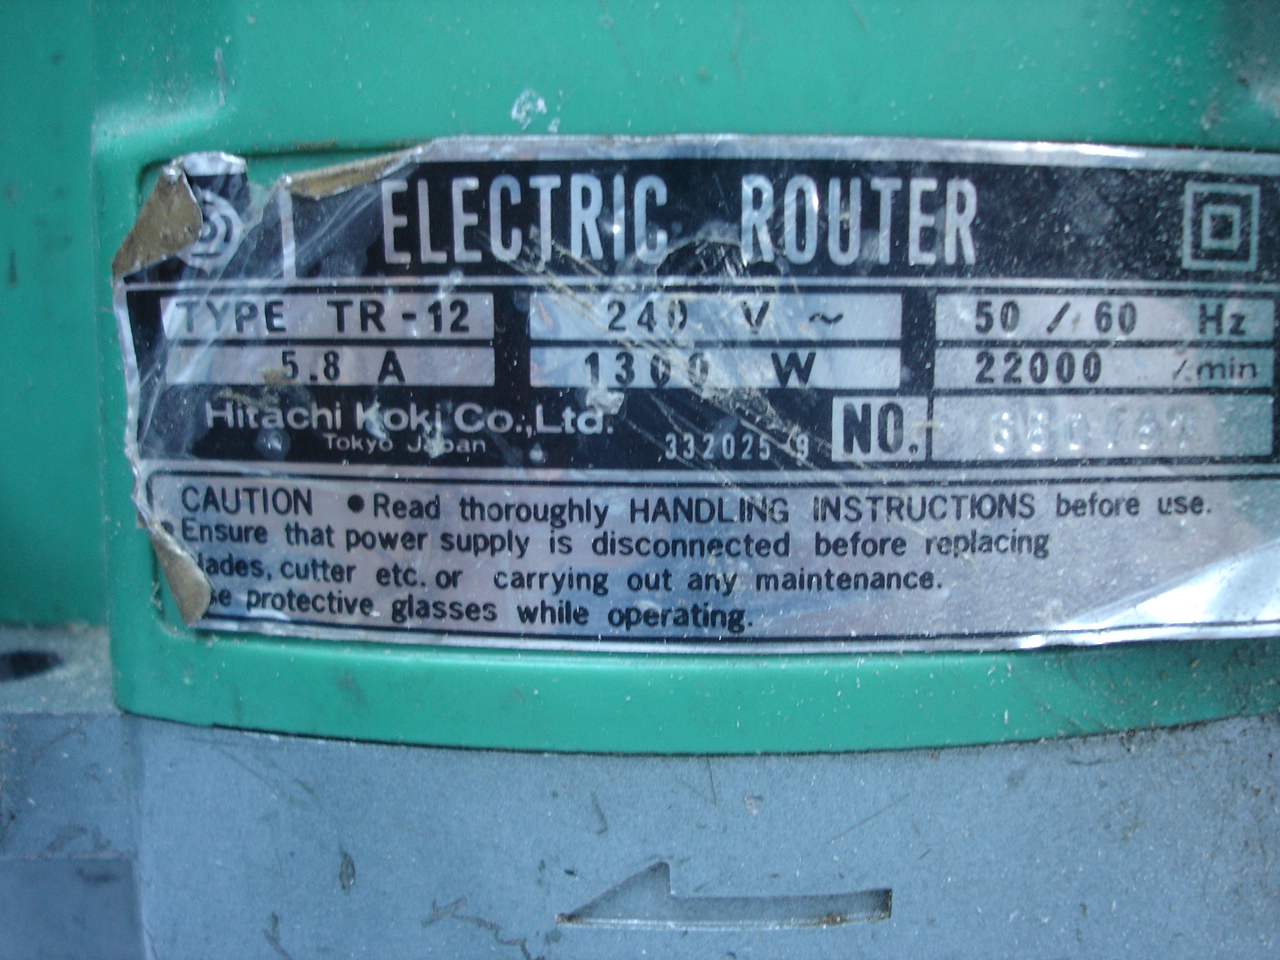 ELECTRIC ROUTER
TYPE TR-12 240 V ~ 50 / 60 Hz
5.8 A 1300 W 22000 /min
Hitachi Koki Co.,Ltd. NO.
Tokyo Japan 332025 9
CAUTION ● Read thoroughly HANDLING INSTRUCTIONS before use.
● Ensure that power supply is disconnected before replacing
lades, cutter etc. or carrying out any maintenance.
se protective glasses while operating.